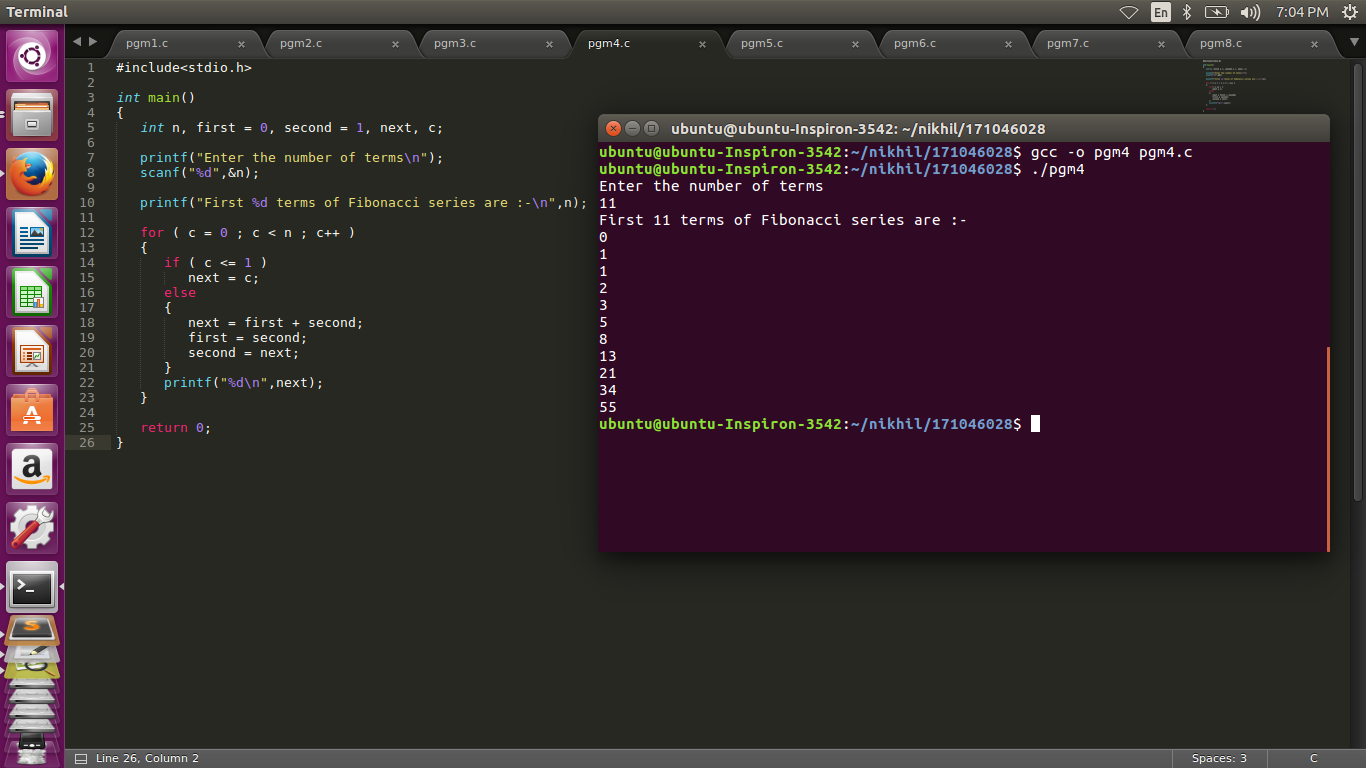 Terminal
En
7:04 PM
pgm1.c × pgm2.c × pgm3.c × pgm4.c × pgm5.c × pgm6.c × pgm7.c × pgm8.c ×
1 #include<stdio.h>
2
3 int main()
4 {
5    int n, first = 0, second = 1, next, c;
6
7    printf("Enter the number of terms\n");
8    scanf("%d",&n);
9
10    printf("First %d terms of Fibonacci series are :-\n",n);
11
12    for ( c = 0 ; c < n ; c++ )
13    {
14       if ( c <= 1 )
15          next = c;
16       else
17       {
18          next = first + second;
19          first = second;
20          second = next;
21       }
22       printf("%d\n",next);
23    }
24
25    return 0;
26 }
ubuntu@ubuntu-Inspiron-3542: ~/nikhil/171046028
ubuntu@ubuntu-Inspiron-3542:~/nikhil/171046028$ gcc -o pgm4 pgm4.c
ubuntu@ubuntu-Inspiron-3542:~/nikhil/171046028$ ./pgm4
Enter the number of terms
11
First 11 terms of Fibonacci series are :-
0
1
1
2
3
5
8
13
21
34
55
ubuntu@ubuntu-Inspiron-3542:~/nikhil/171046028$
Line 26, Column 2
Spaces: 3
C